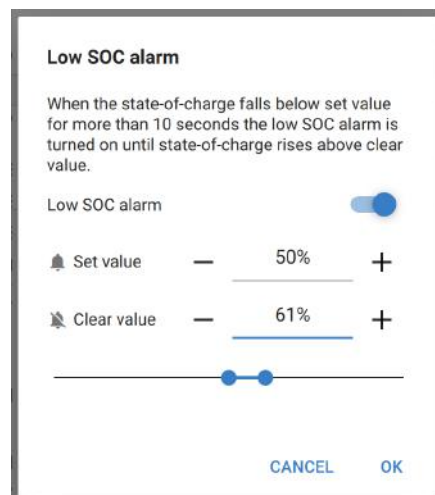 Low SOC alarm
When the state-of-charge falls below set value
for more than 10 seconds the low SOC alarm is
turned on until state-of-charge rises above clear
value.
Low SOC alarm
Set value — 50% +
Clear value — 61% +
CANCEL OK